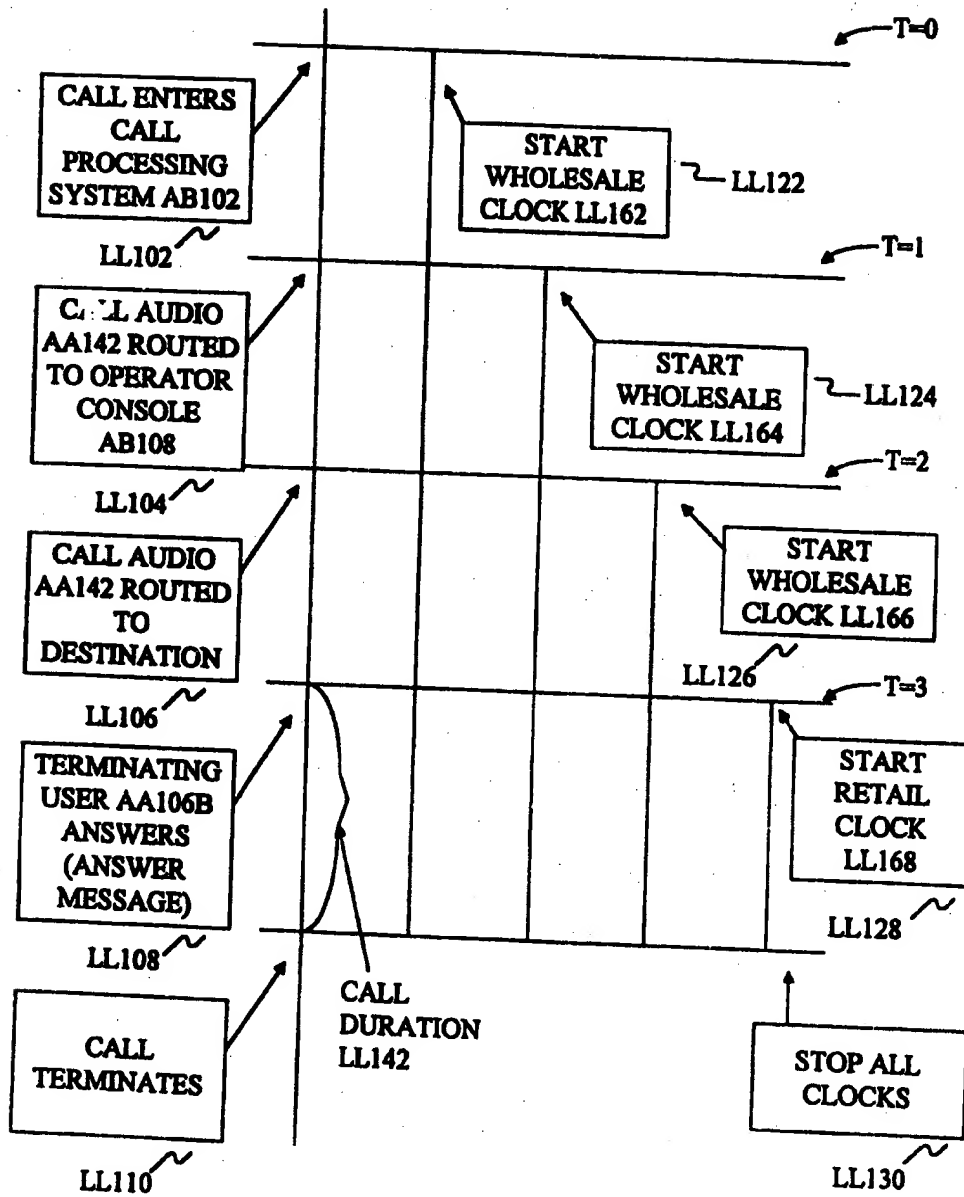 T=0
CALL ENTERS
CALL
PROCESSING
SYSTEM AB102
LL102
START
WHOLESALE
CLOCK LL162
LL122
T=1
CALL AUDIO
AA142 ROUTED
TO OPERATOR
CONSOLE
AB108
LL104
START
WHOLESALE
CLOCK LL164
LL124
T=2
CALL AUDIO
AA142 ROUTED
TO
DESTINATION
LL106
START
WHOLESALE
CLOCK LL166
LL126
T=3
TERMINATING
USER AA106B
ANSWERS
(ANSWER
MESSAGE)
LL108
START
RETAIL
CLOCK
LL168
LL128
CALL
DURATION
LL142
CALL
TERMINATES
LL110
STOP ALL
CLOCKS
LL130